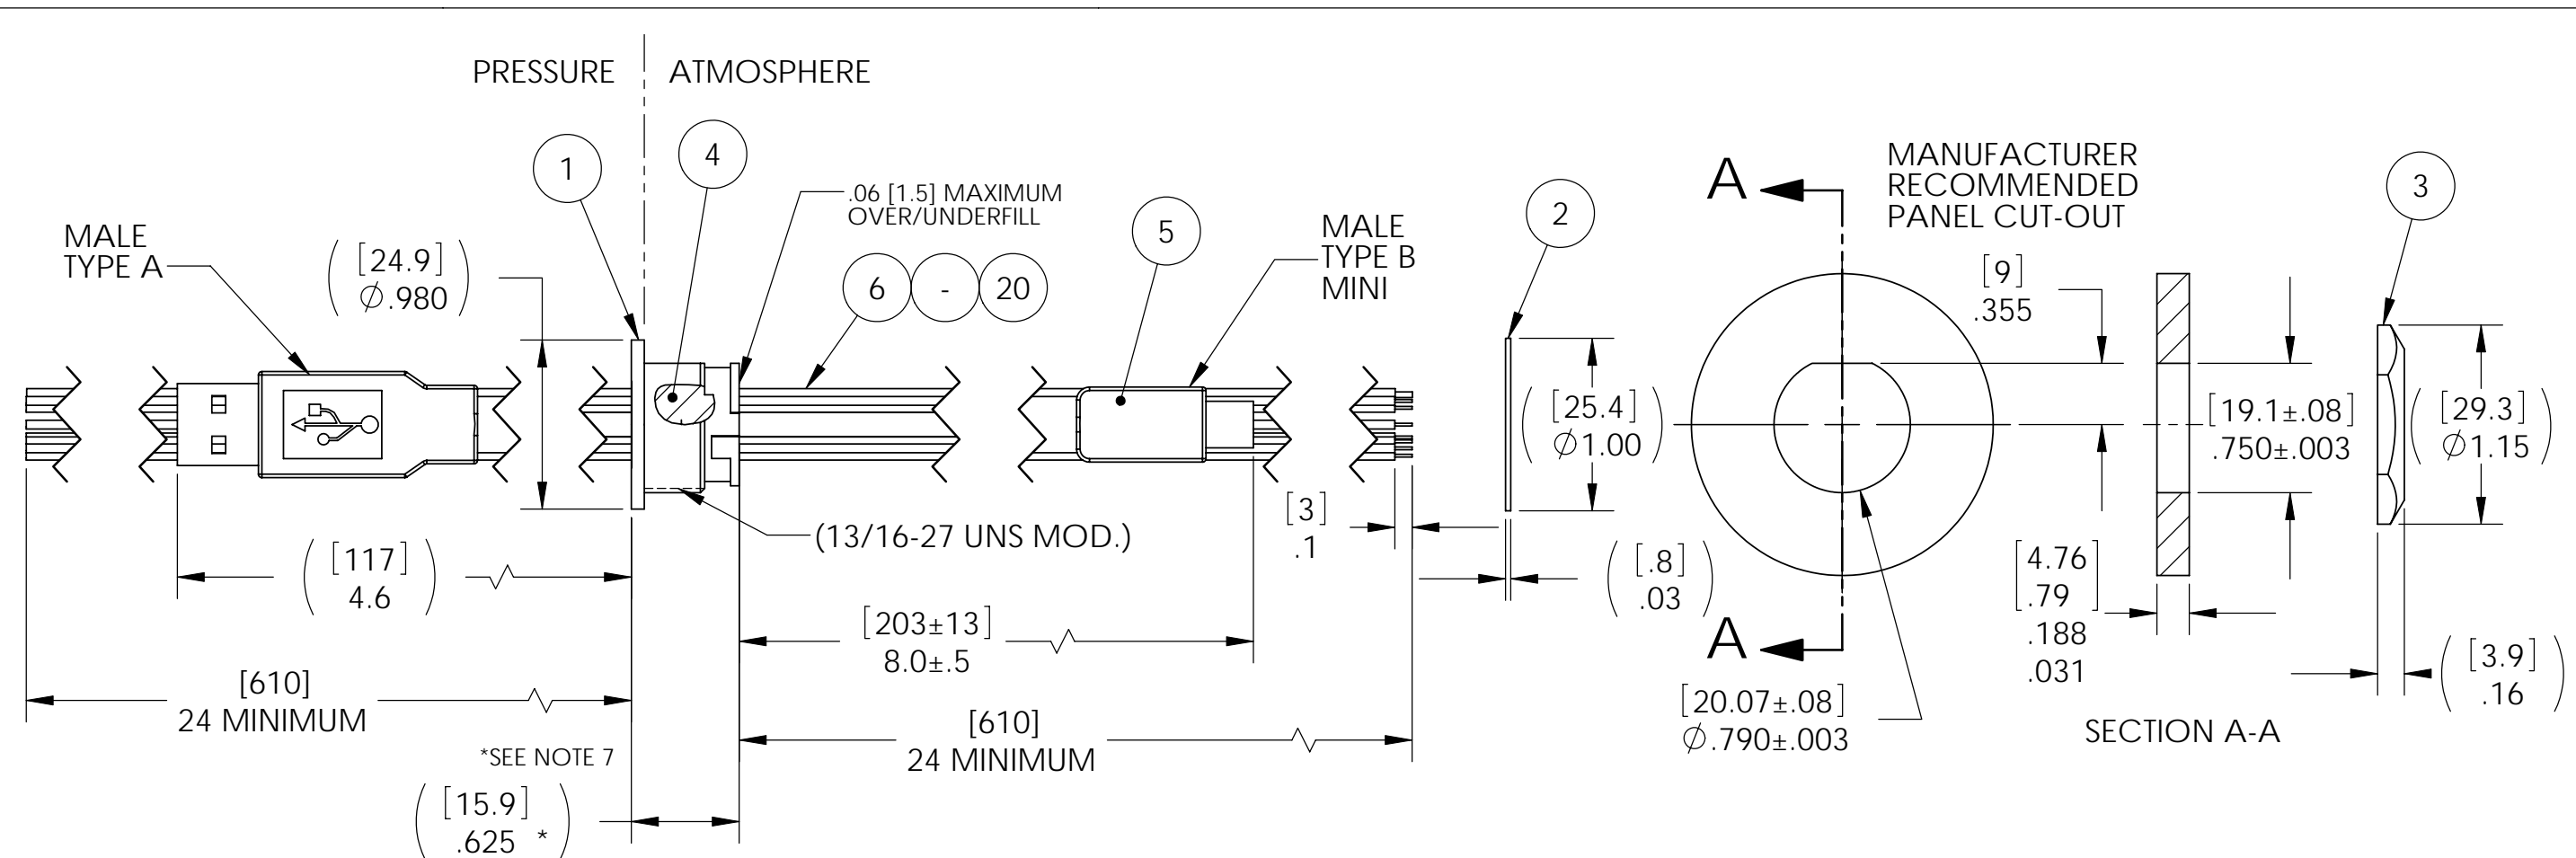 PRESSURE
ATMOSPHERE
1
4
.06 [1.5] MAXIMUM
OVER/UNDERFILL
MALE
TYPE A
[24.9]
∅.980
6
-
20
5
MALE
TYPE B
MINI
2
A
MANUFACTURER
RECOMMENDED
PANEL CUT-OUT
3
[9]
.355
[25.4]
∅1.00
[19.1±.08]
.750±.003
[29.3]
∅1.15
(13/16-27 UNS MOD.)
[3]
.1
[117]
4.6
[.8]
.03
[4.76
.79]
.188
.031
[203±13]
8.0±.5
A
[610]
24 MINIMUM
[610]
24 MINIMUM
[20.07±.08]
∅.790±.003
SECTION A-A
[3.9]
.16
*SEE NOTE 7
[15.9]
.625 *